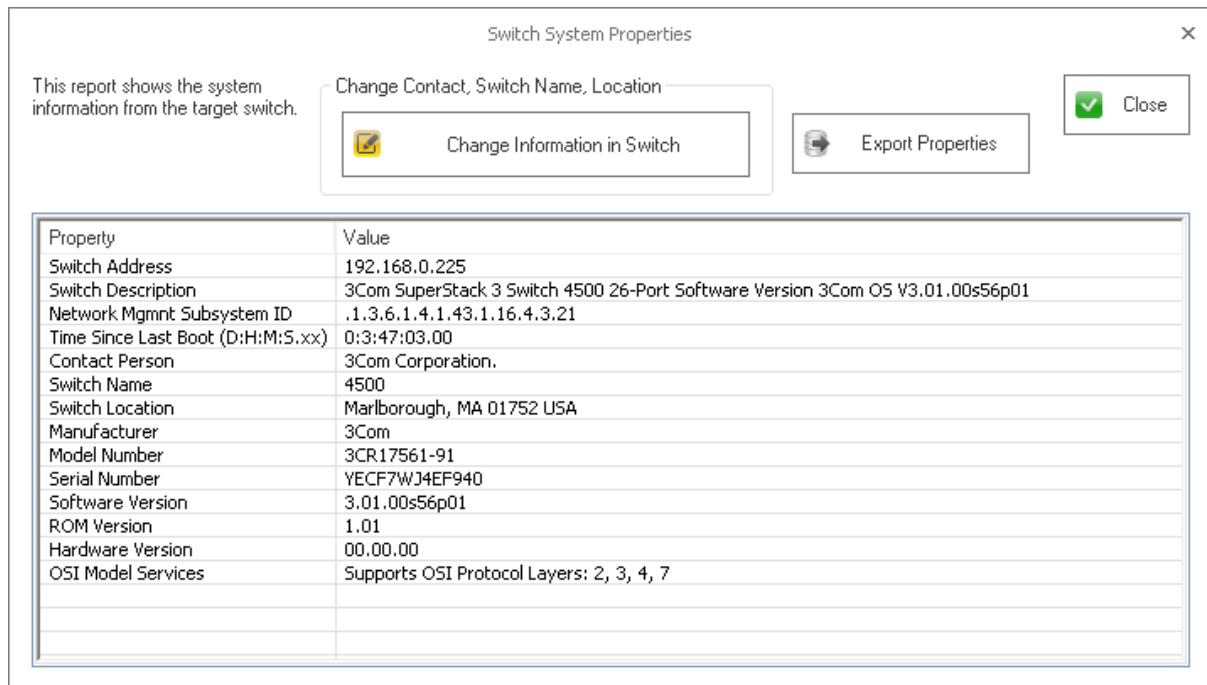 Switch System Properties
This report shows the system
information from the target switch.
Change Contact, Switch Name, Location
Change Information in Switch
Export Properties
Close
Property Value
Switch Address 192.168.0.225
Switch Description 3Com SuperStack 3 Switch 4500 26-Port Software Version 3Com OS V3.01.00s56p01
Network Mgmnt Subsystem ID .1.3.6.1.4.1.43.1.16.4.3.21
Time Since Last Boot (D:H:M:S.xx) 0:3:47:03.00
Contact Person 3Com Corporation.
Switch Name 4500
Switch Location Marlborough, MA 01752 USA
Manufacturer 3Com
Model Number 3CR17561-91
Serial Number YECF7WJ4EF940
Software Version 3.01.00s56p01
ROM Version 1.01
Hardware Version 00.00.00
OSI Model Services Supports OSI Protocol Layers: 2, 3, 4, 7